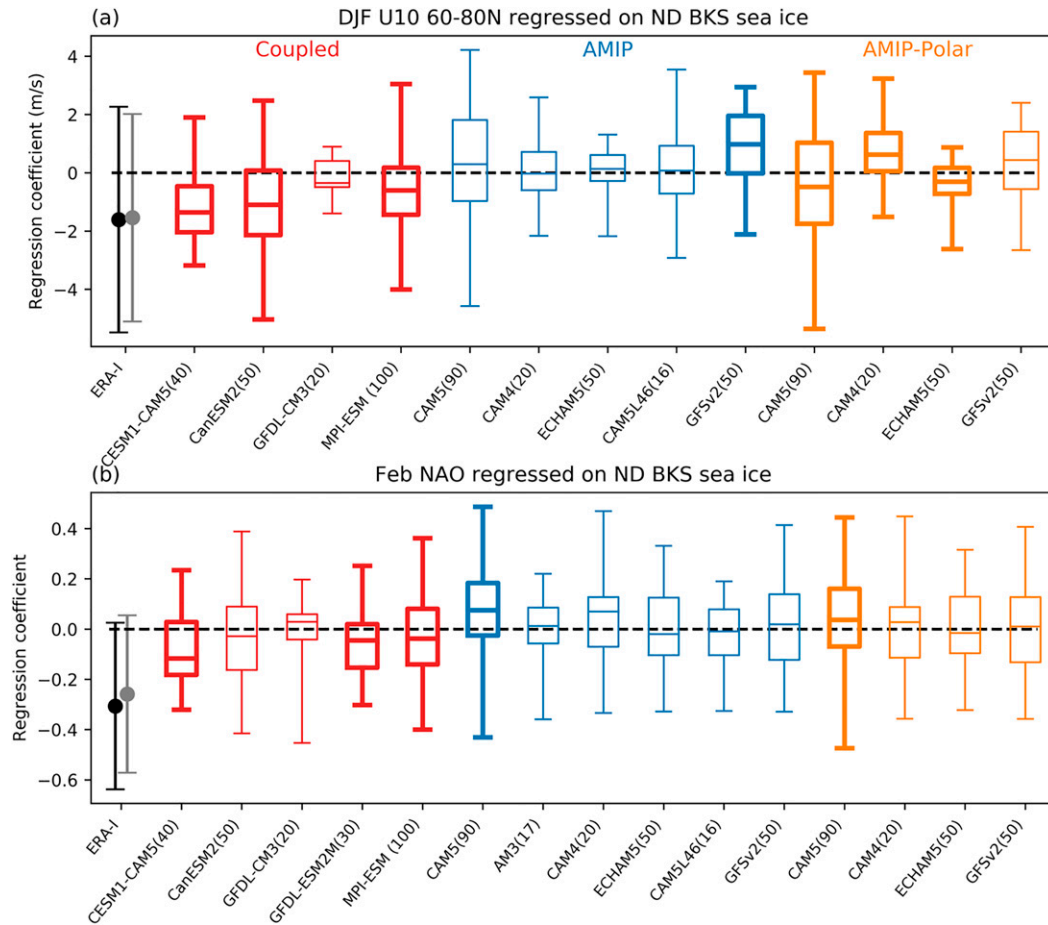 (a) DJF U10 60-80N regressed on ND BKS sea ice
Coupled AMIP AMIP-Polar
Regression coefficient (m/s)
4
2
0
−2
−4
ERA-I
CESM1-CAM5(40)
CanESM2(50)
GFDL-CM3(20)
MPI-ESM (100)
CAM5(90)
CAM4(20)
ECHAM5(50)
CAM5L46(16)
GFSv2(50)
CAM5(90)
CAM4(20)
ECHAM5(50)
GFSv2(50)
(b) Feb NAO regressed on ND BKS sea ice
Regression coefficient
0.4
0.2
0.0
−0.2
−0.4
−0.6
ERA-I
CESM1-CAM5(40)
CanESM2(50)
GFDL-CM3(20)
GFDL-ESM2M(30)
MPI-ESM (100)
CAM5(90)
AM3(17)
CAM4(20)
ECHAM5(50)
CAM5L46(16)
GFSv2(50)
CAM5(90)
CAM4(20)
ECHAM5(50)
GFSv2(50)